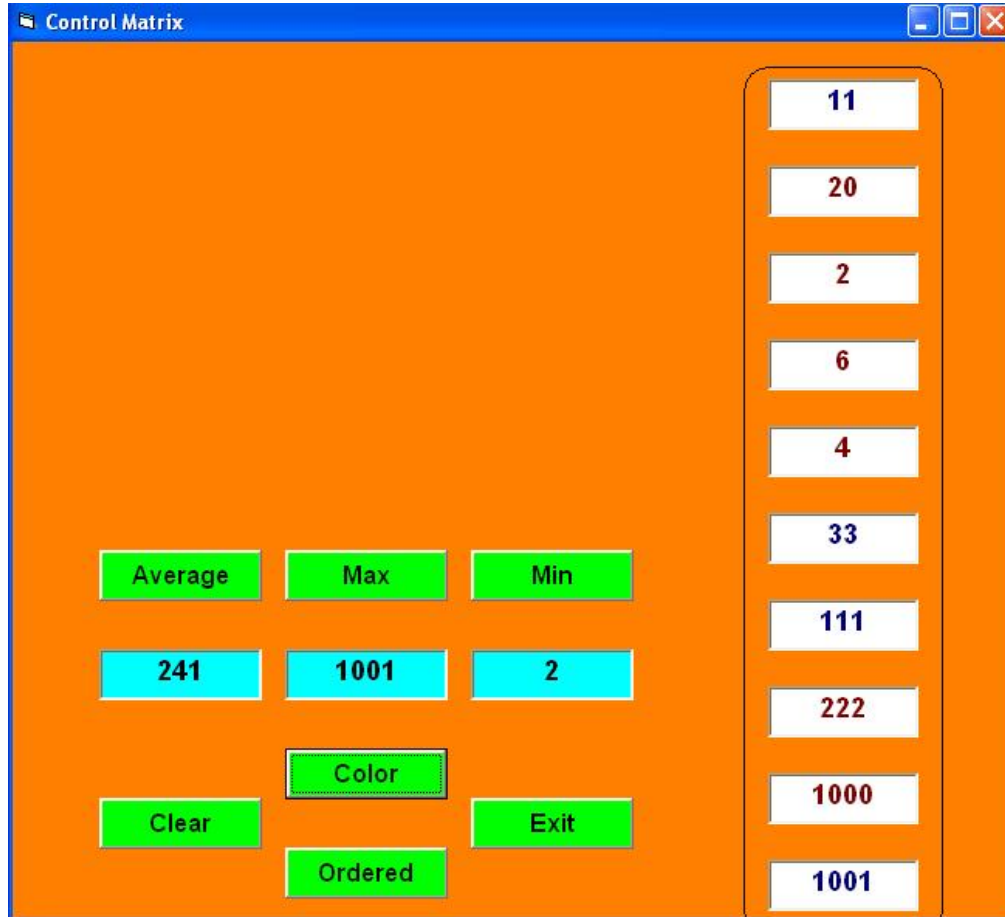 Control Matrix
11
20
2
6
4
33
111
222
1000
1001
Average Max Min
241 1001 2
Color
Clear Exit
Ordered